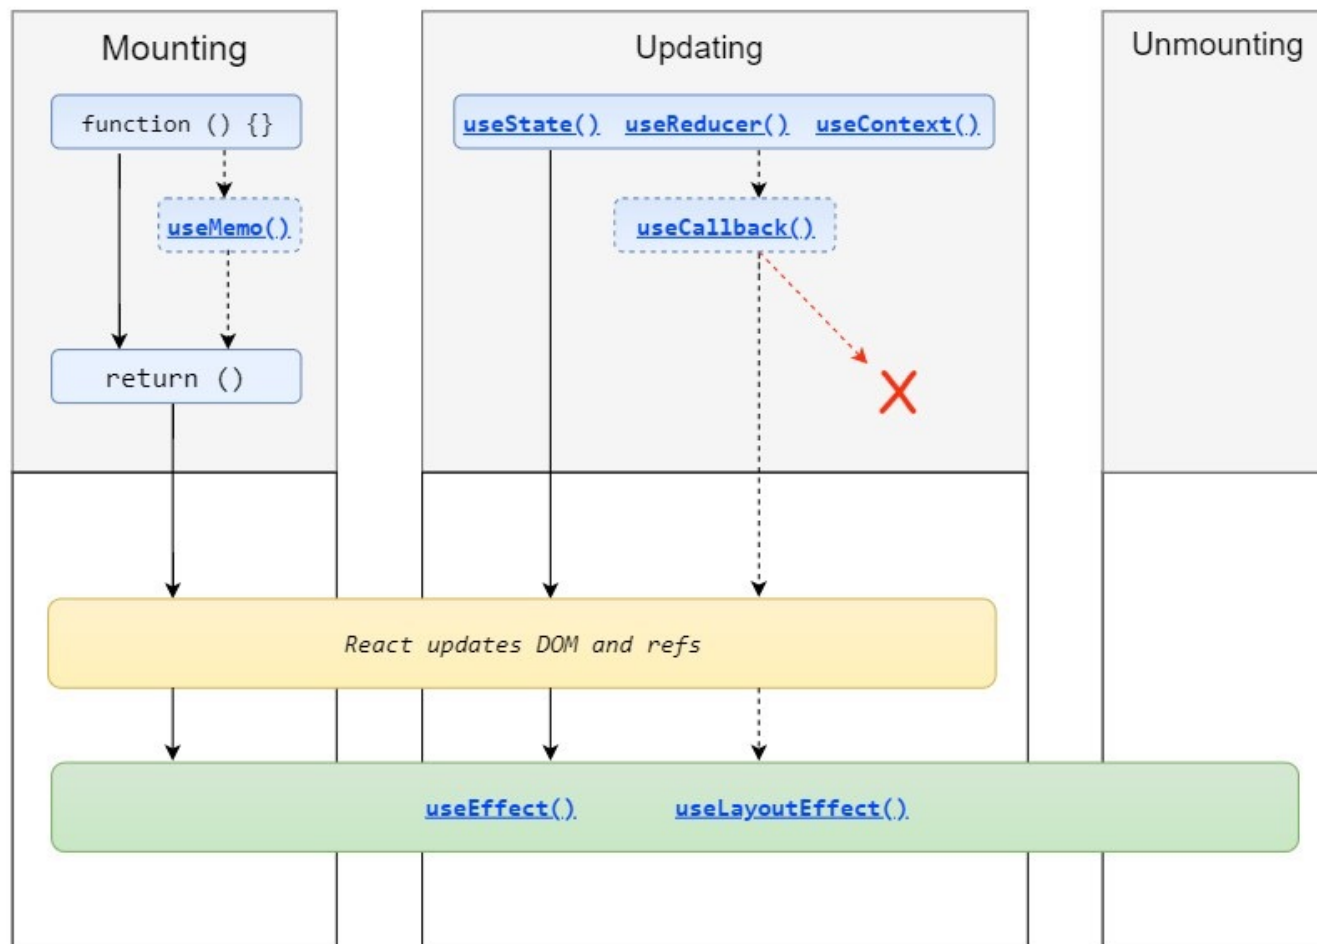 Mounting
Updating
Unmounting
function () {}
useState() useReducer() useContext()
useMemo()
useCallback()
return ()
React updates DOM and refs
useEffect() useLayoutEffect()